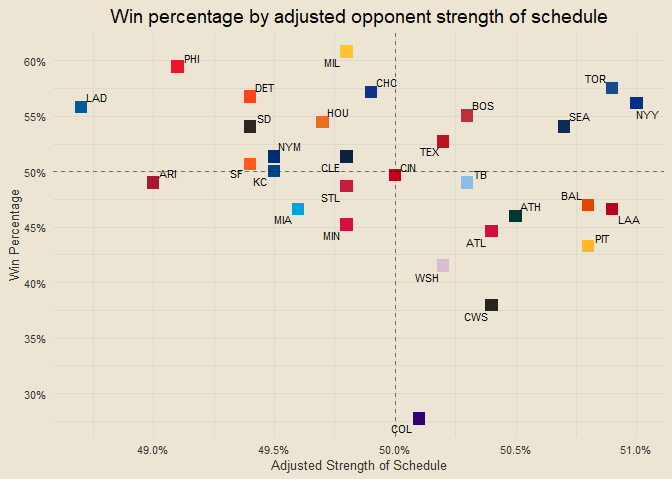 Win percentage by adjusted opponent strength of schedule
Win Percentage
60%
55%
50%
45%
40%
35%
30%
MIL
PHI
CHC
TOR
DET
LAD
NYY
BOS
HOU
SD
SEA
TEX
NYM
CLE
SF
KC
CIN
ARI
TB
STL
BAL
MIA
LAA
ATH
MIN
ATL
PIT
WSH
CWS
COL
49.0%
49.5%
50.0%
50.5%
51.0%
Adjusted Strength of Schedule